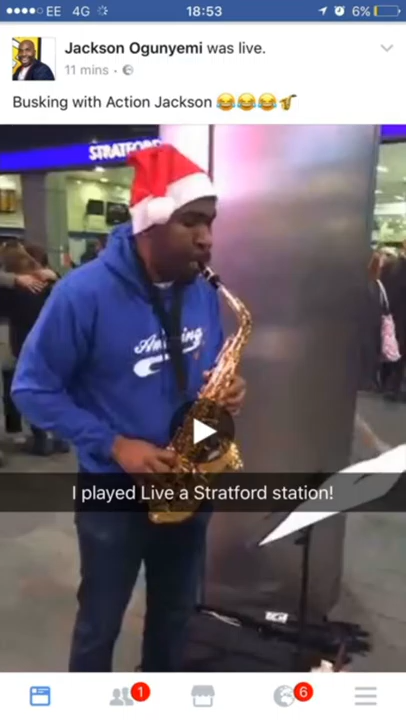 EE 4G 18:53 6%
Jackson Ogunyemi was live.
11 mins ·
Busking with Action Jackson 😂😂😂🎷
STRATFORD
Amazing
I played Live a Stratford station!
1 6